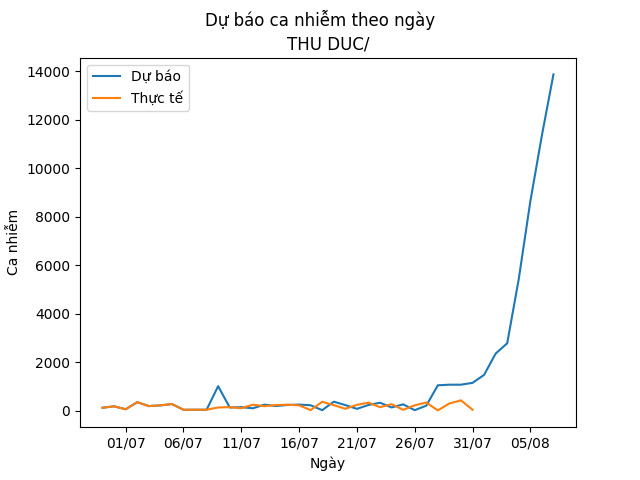 Dự báo ca nhiễm theo ngày
THU DUC/
Dự báo
Thực tế
14000
12000
10000
8000
6000
4000
2000
0
Ca nhiễm
01/07 06/07 11/07 16/07 21/07 26/07 31/07 05/08
Ngày